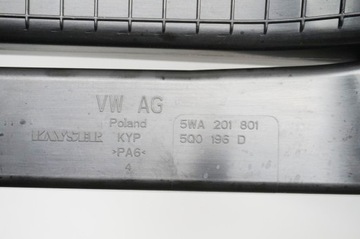 VW AG
Poland
KAYSER KYP
>PA6<
4
5WA 201 801
5Q0 196 D